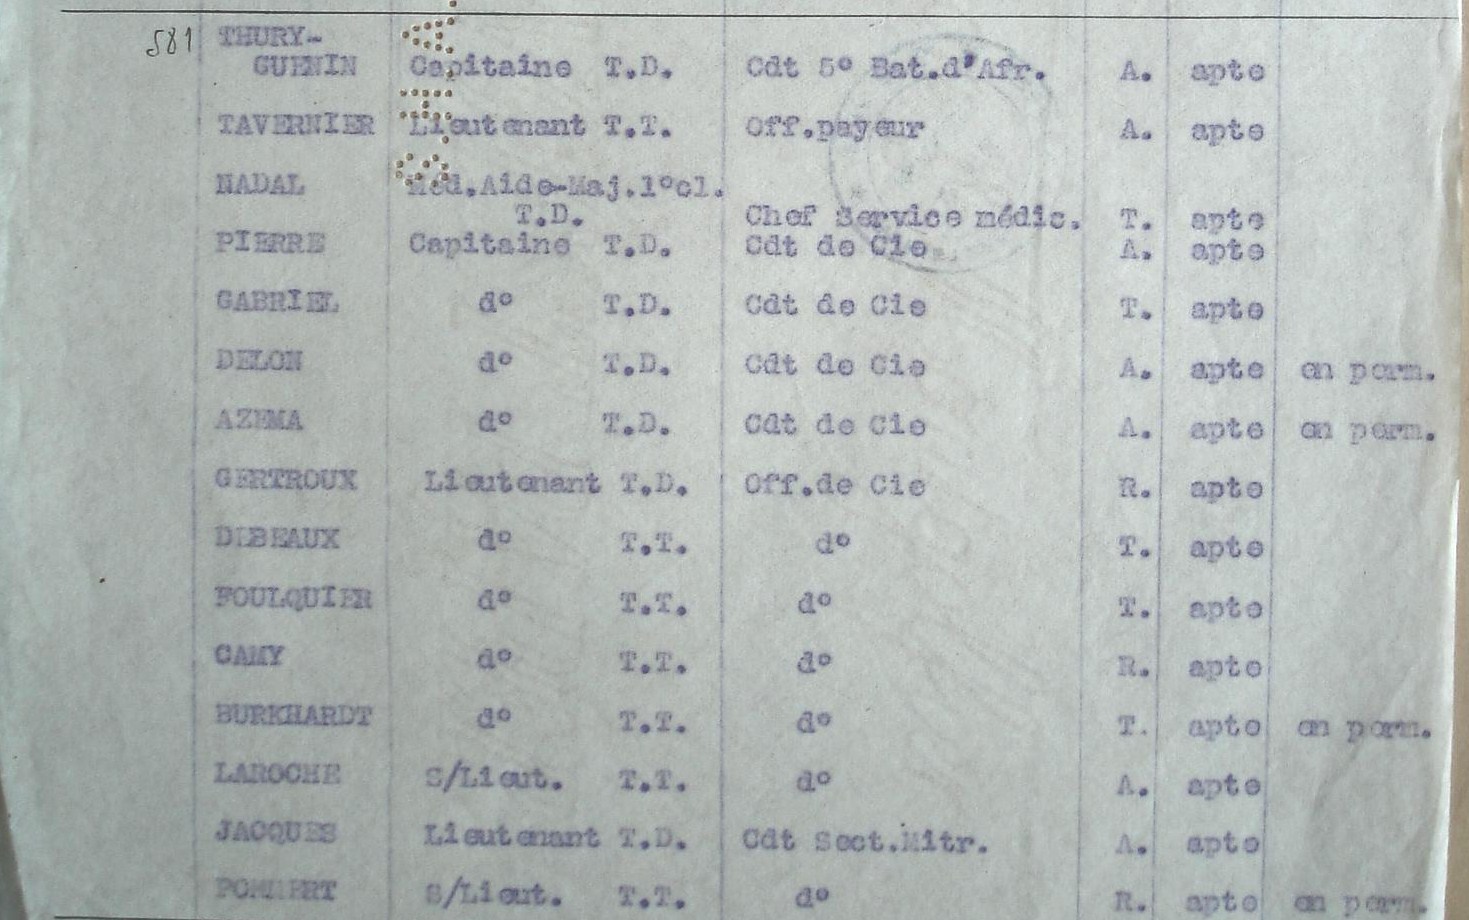 581 THURY-
GUENIN Capitaine T.D. Cdt 5° Bat.d'Afr. A. apte
TAVERNIER Lieutenant T.T. Off.payeur A. apte
NADAL Méd.Aide-Maj.1°cl.
T.D. Chef Service médic. T. apte
PIERRE Capitaine T.D. Cdt de Cie A. apte
GABRIEL d° T.D. Cdt de Cie T. apte
DELON d° T.D. Cdt de Cie A. apte en perm.
AZEMA d° T.D. Cdt de Cie A. apte en perm.
GERTROUX Lieutenant T.D. Off.de Cie R. apte
DEBEAUX d° T.T. d° T. apte
FOULQUIER d° T.T. d° T. apte
CAMY d° T.T. d° R. apte
BURKHARDT d° T.T. d° T. apte en perm.
LAROCHE S/Lieut. T.T. d° A. apte
JACQUES Lieutenant T.D. Cdt Sect.Mitr. A. apte
POMMERT S/Lieut. T.T. d° R. apte en perm.